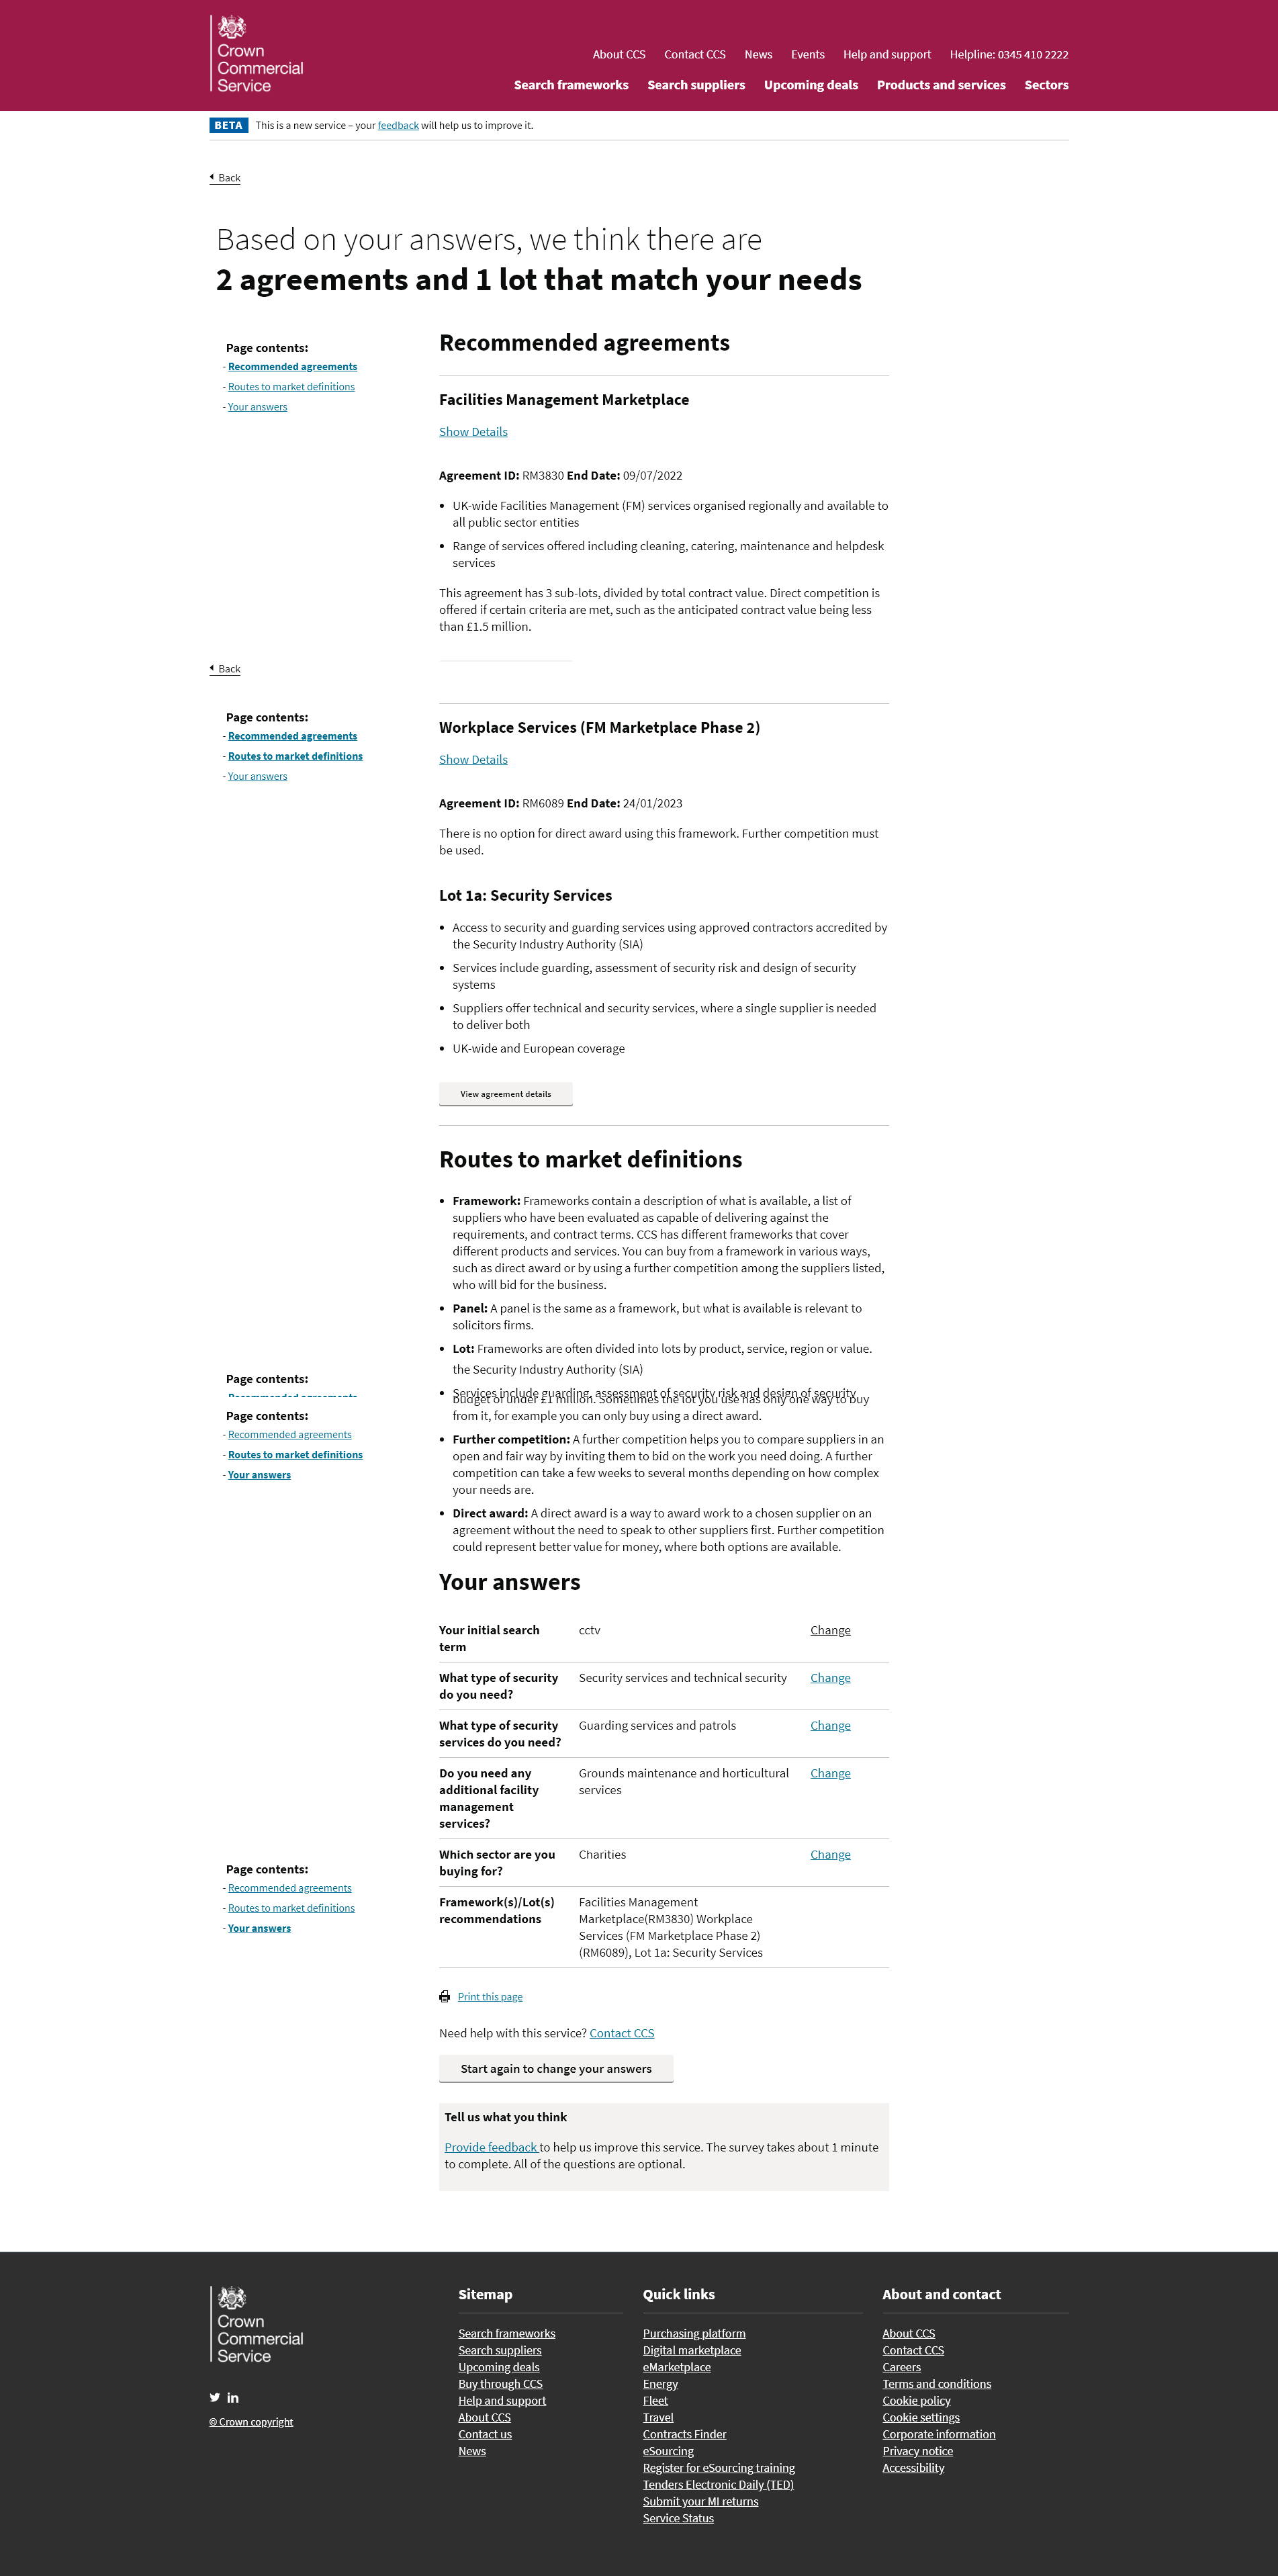 Crown
Commercial
Service
About CCS Contact CCS News Events Help and support Helpline: 0345 410 2222
Search frameworks Search suppliers Upcoming deals Products and services Sectors
BETA This is a new service – your feedback will help us to improve it.
Back
Based on your answers, we think there are
2 agreements and 1 lot that match your needs
Page contents:
- Recommended agreements
- Routes to market definitions
- Your answers
Recommended agreements
Facilities Management Marketplace
Show Details
Agreement ID: RM3830 End Date: 09/07/2022
• UK-wide Facilities Management (FM) services organised regionally and available to
all public sector entities
• Range of services offered including cleaning, catering, maintenance and helpdesk
services
This agreement has 3 sub-lots, divided by total contract value. Direct competition is
offered if certain criteria are met, such as the anticipated contract value being less
than £1.5 million.
Back
Page contents:
- Recommended agreements
- Routes to market definitions
- Your answers
Workplace Services (FM Marketplace Phase 2)
Show Details
Agreement ID: RM6089 End Date: 24/01/2023
There is no option for direct award using this framework. Further competition must
be used.
Lot 1a: Security Services
• Access to security and guarding services using approved contractors accredited by
the Security Industry Authority (SIA)
• Services include guarding, assessment of security risk and design of security
systems
• Suppliers offer technical and security services, where a single supplier is needed
to deliver both
• UK-wide and European coverage
View agreement details
Routes to market definitions
• Framework: Frameworks contain a description of what is available, a list of
suppliers who have been evaluated as capable of delivering against the
requirements, and contract terms. CCS has different frameworks that cover
different products and services. You can buy from a framework in various ways,
such as direct award or by using a further competition among the suppliers listed,
who will bid for the business.
• Panel: A panel is the same as a framework, but what is available is relevant to
solicitors firms.
• Lot: Frameworks are often divided into lots by product, service, region or value.
the Security Industry Authority (SIA)
• Services include guarding, assessment of security risk and design of security
budget of under £1 million. Sometimes the lot you use has only one way to buy
from it, for example you can only buy using a direct award.
Page contents:
- Recommended agreements
Page contents:
- Recommended agreements
- Routes to market definitions
- Your answers
• Further competition: A further competition helps you to compare suppliers in an
open and fair way by inviting them to bid on the work you need doing. A further
competition can take a few weeks to several months depending on how complex
your needs are.
• Direct award: A direct award is a way to award work to a chosen supplier on an
agreement without the need to speak to other suppliers first. Further competition
could represent better value for money, where both options are available.
Your answers
Your initial search
term
cctv
Change
What type of security
do you need?
Security services and technical security
Change
What type of security
services do you need?
Guarding services and patrols
Change
Do you need any
additional facility
management
services?
Grounds maintenance and horticultural
services
Change
Which sector are you
buying for?
Charities
Change
Framework(s)/Lot(s)
recommendations
Facilities Management
Marketplace(RM3830) Workplace
Services (FM Marketplace Phase 2)
(RM6089), Lot 1a: Security Services
Page contents:
- Recommended agreements
- Routes to market definitions
- Your answers
Print this page
Need help with this service? Contact CCS
Start again to change your answers
Tell us what you think
Provide feedback to help us improve this service. The survey takes about 1 minute
to complete. All of the questions are optional.
Crown
Commercial
Service
© Crown copyright
Sitemap
Search frameworks
Search suppliers
Upcoming deals
Buy through CCS
Help and support
About CCS
Contact us
News
Quick links
Purchasing platform
Digital marketplace
eMarketplace
Energy
Fleet
Travel
Contracts Finder
eSourcing
Register for eSourcing training
Tenders Electronic Daily (TED)
Submit your MI returns
Service Status
About and contact
About CCS
Contact CCS
Careers
Terms and conditions
Cookie policy
Cookie settings
Corporate information
Privacy notice
Accessibility